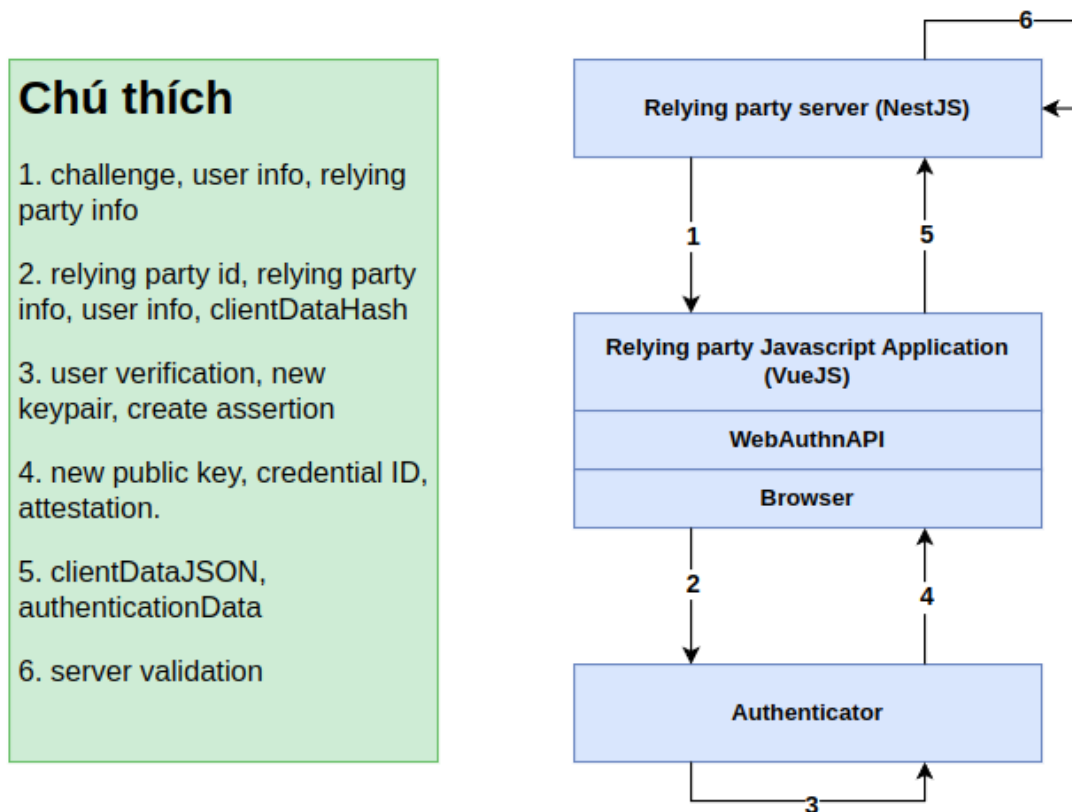 Chú thích
1. challenge, user info, relying
party info
2. relying party id, relying party
info, user info, clientDataHash
3. user verification, new
keypair, create assertion
4. new public key, credential ID,
attestation.
5. clientDataJSON,
authenticationData
6. server validation
6
Relying party server (NestJS)
1
5
Relying party Javascript Application
(VueJS)
WebAuthnAPI
Browser
2
4
Authenticator
3